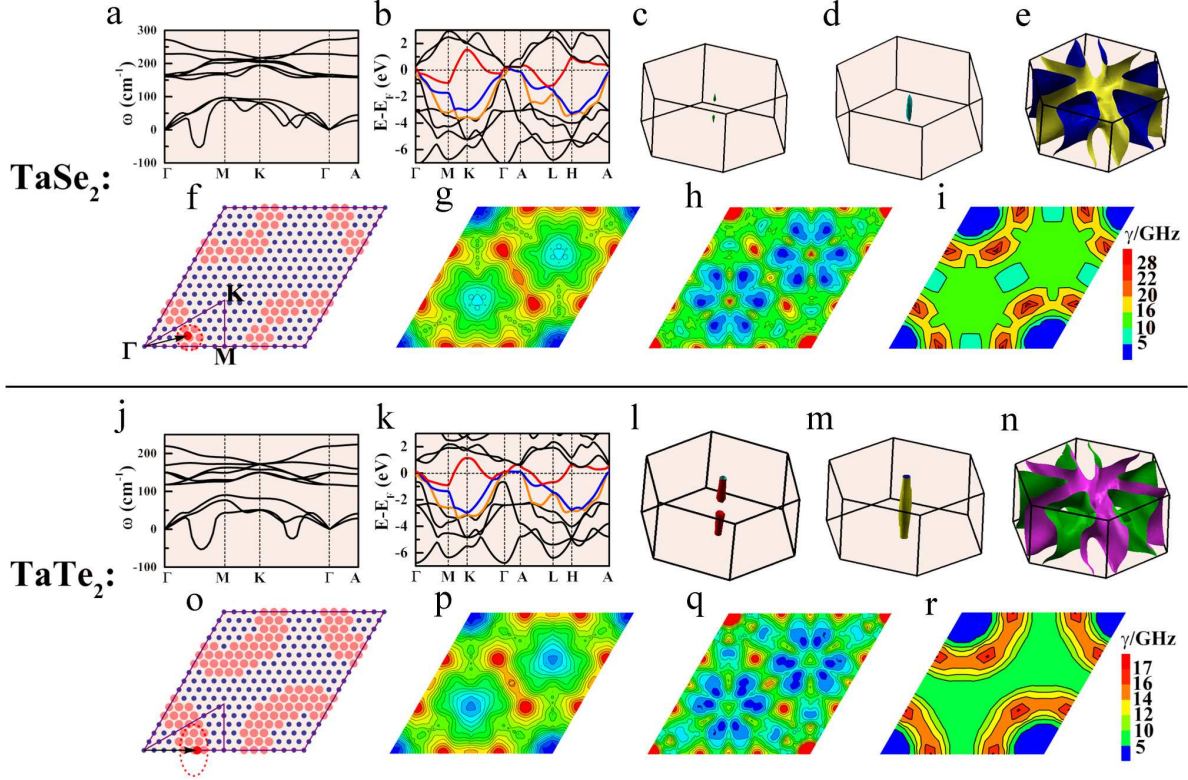 a
b
c
d
e
300
200
100
0
-100
ω (cm⁻¹)
Γ M K Γ A
2
0
-2
-4
-6
E-E_F (eV)
Γ M K Γ A L H A
TaSe₂:
f
g
h
i
K
Γ
M
γ/GHz
28
22
20
16
10
5
j
k
l
m
n
200
100
0
-100
ω (cm⁻¹)
Γ M K Γ A
2
0
-2
-4
-6
E-E_F (eV)
Γ M K Γ A L H A
TaTe₂:
o
p
q
r
γ/GHz
17
16
14
12
10
5